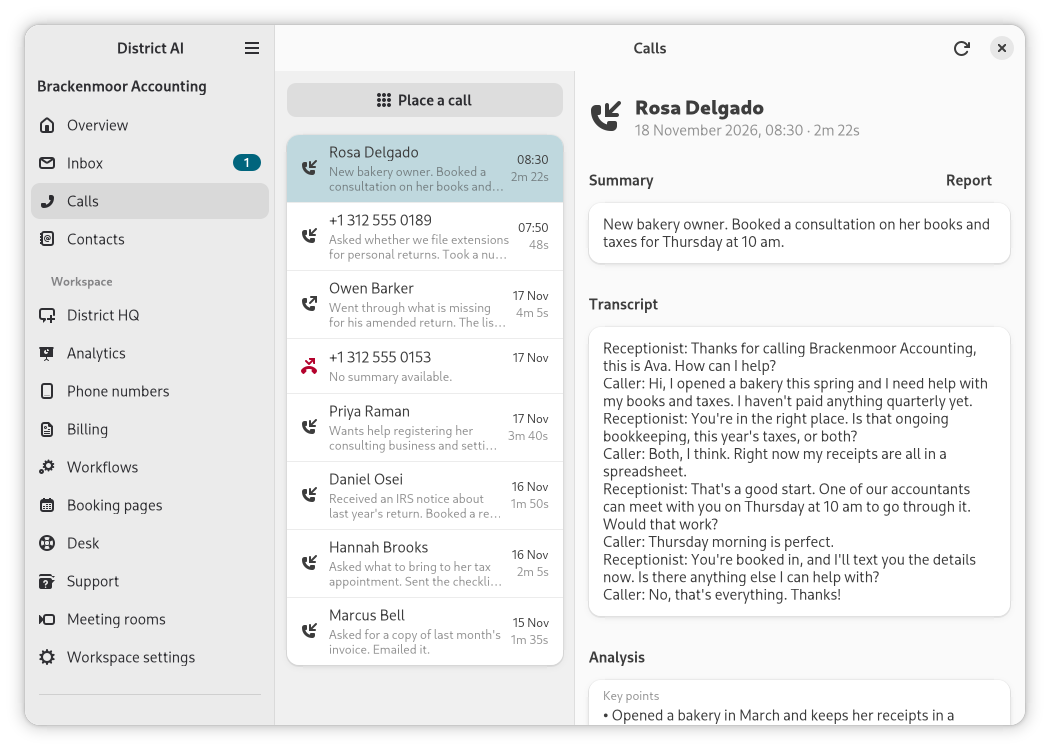 District AI
Brackenmoor Accounting
Overview
Inbox
1
Calls
Contacts
Workspace
District HQ
Analytics
Phone numbers
Billing
Workflows
Booking pages
Desk
Support
Meeting rooms
Workspace settings
Calls
Place a call
Rosa Delgado
08:30
New bakery owner. Booked a
consultation on her books and…
2m 22s
+1 312 555 0189
07:50
Asked whether we file extensions
for personal returns. Took a nu…
48s
Owen Barker
17 Nov
Went through what is missing
for his amended return. The lis…
4m 5s
+1 312 555 0153
17 Nov
No summary available.
Priya Raman
17 Nov
Wants help registering her
consulting business and setti…
3m 40s
Daniel Osei
16 Nov
Received an IRS notice about
last year's return. Booked a re…
1m 50s
Hannah Brooks
16 Nov
Asked what to bring to her tax
appointment. Sent the checkli…
2m 5s
Marcus Bell
15 Nov
Asked for a copy of last month's
invoice. Emailed it.
1m 35s
Rosa Delgado
18 November 2026, 08:30 · 2m 22s
Summary
Report
New bakery owner. Booked a consultation on her books and
taxes for Thursday at 10 am.
Transcript
Receptionist: Thanks for calling Brackenmoor Accounting,
this is Ava. How can I help?
Caller: Hi, I opened a bakery this spring and I need help with
my books and taxes. I haven't paid anything quarterly yet.
Receptionist: You're in the right place. Is that ongoing
bookkeeping, this year's taxes, or both?
Caller: Both, I think. Right now my receipts are all in a
spreadsheet.
Receptionist: That's a good start. One of our accountants
can meet with you on Thursday at 10 am to go through it.
Would that work?
Caller: Thursday morning is perfect.
Receptionist: You're booked in, and I'll text you the details
now. Is there anything else I can help with?
Caller: No, that's everything. Thanks!
Analysis
Key points
• Opened a bakery in March and keeps her receipts in a